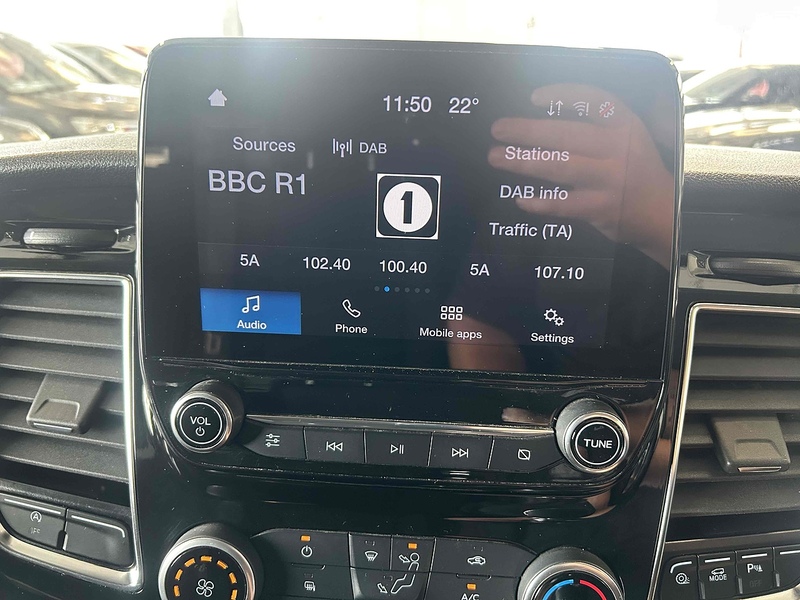 11:50 22°
Sources DAB Stations
BBC R1 1 DAB info
Traffic (TA)
5A 102.40 100.40 5A 107.10
Audio Phone Mobile apps Settings
VOL TUNE
A/C
MODE